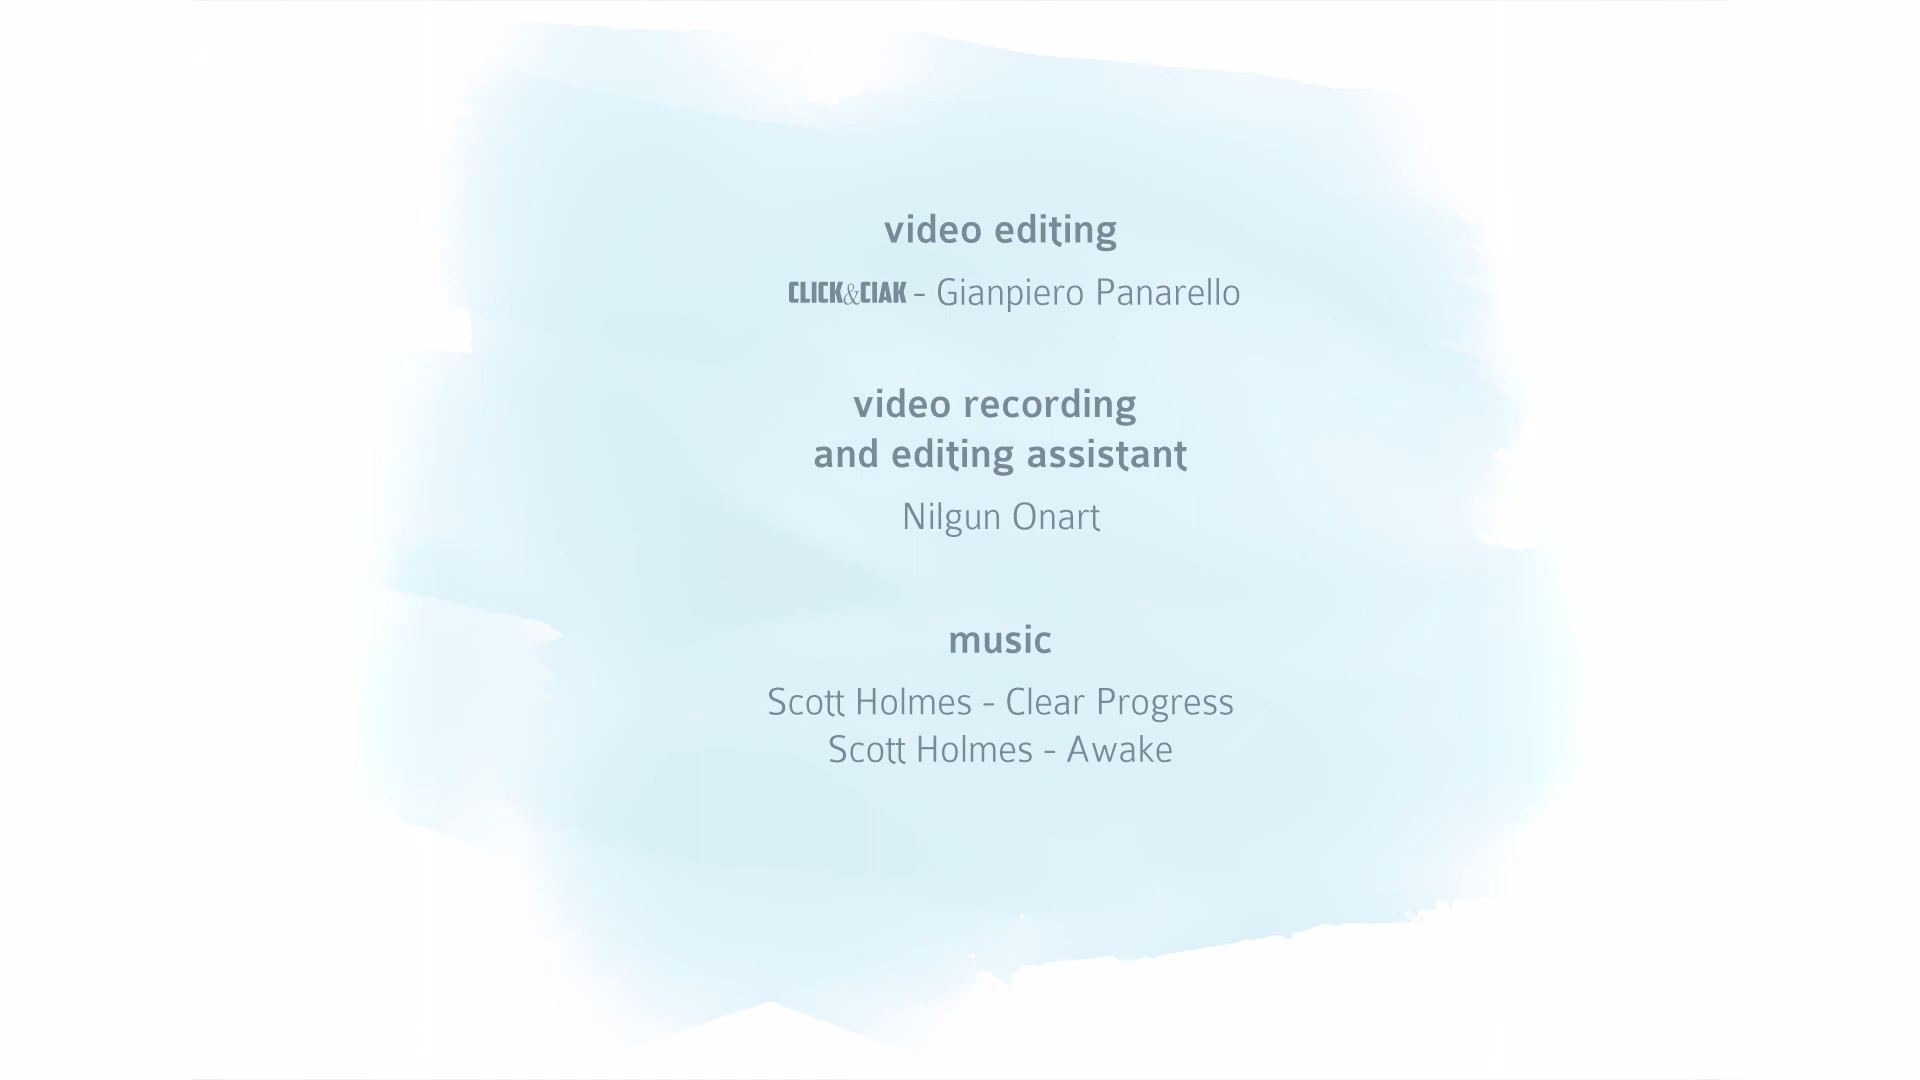 video editing
CLICK&CIAK - Gianpiero Panarello
video recording
and editing assistant
Nilgun Onart
music
Scott Holmes - Clear Progress
Scott Holmes - Awake